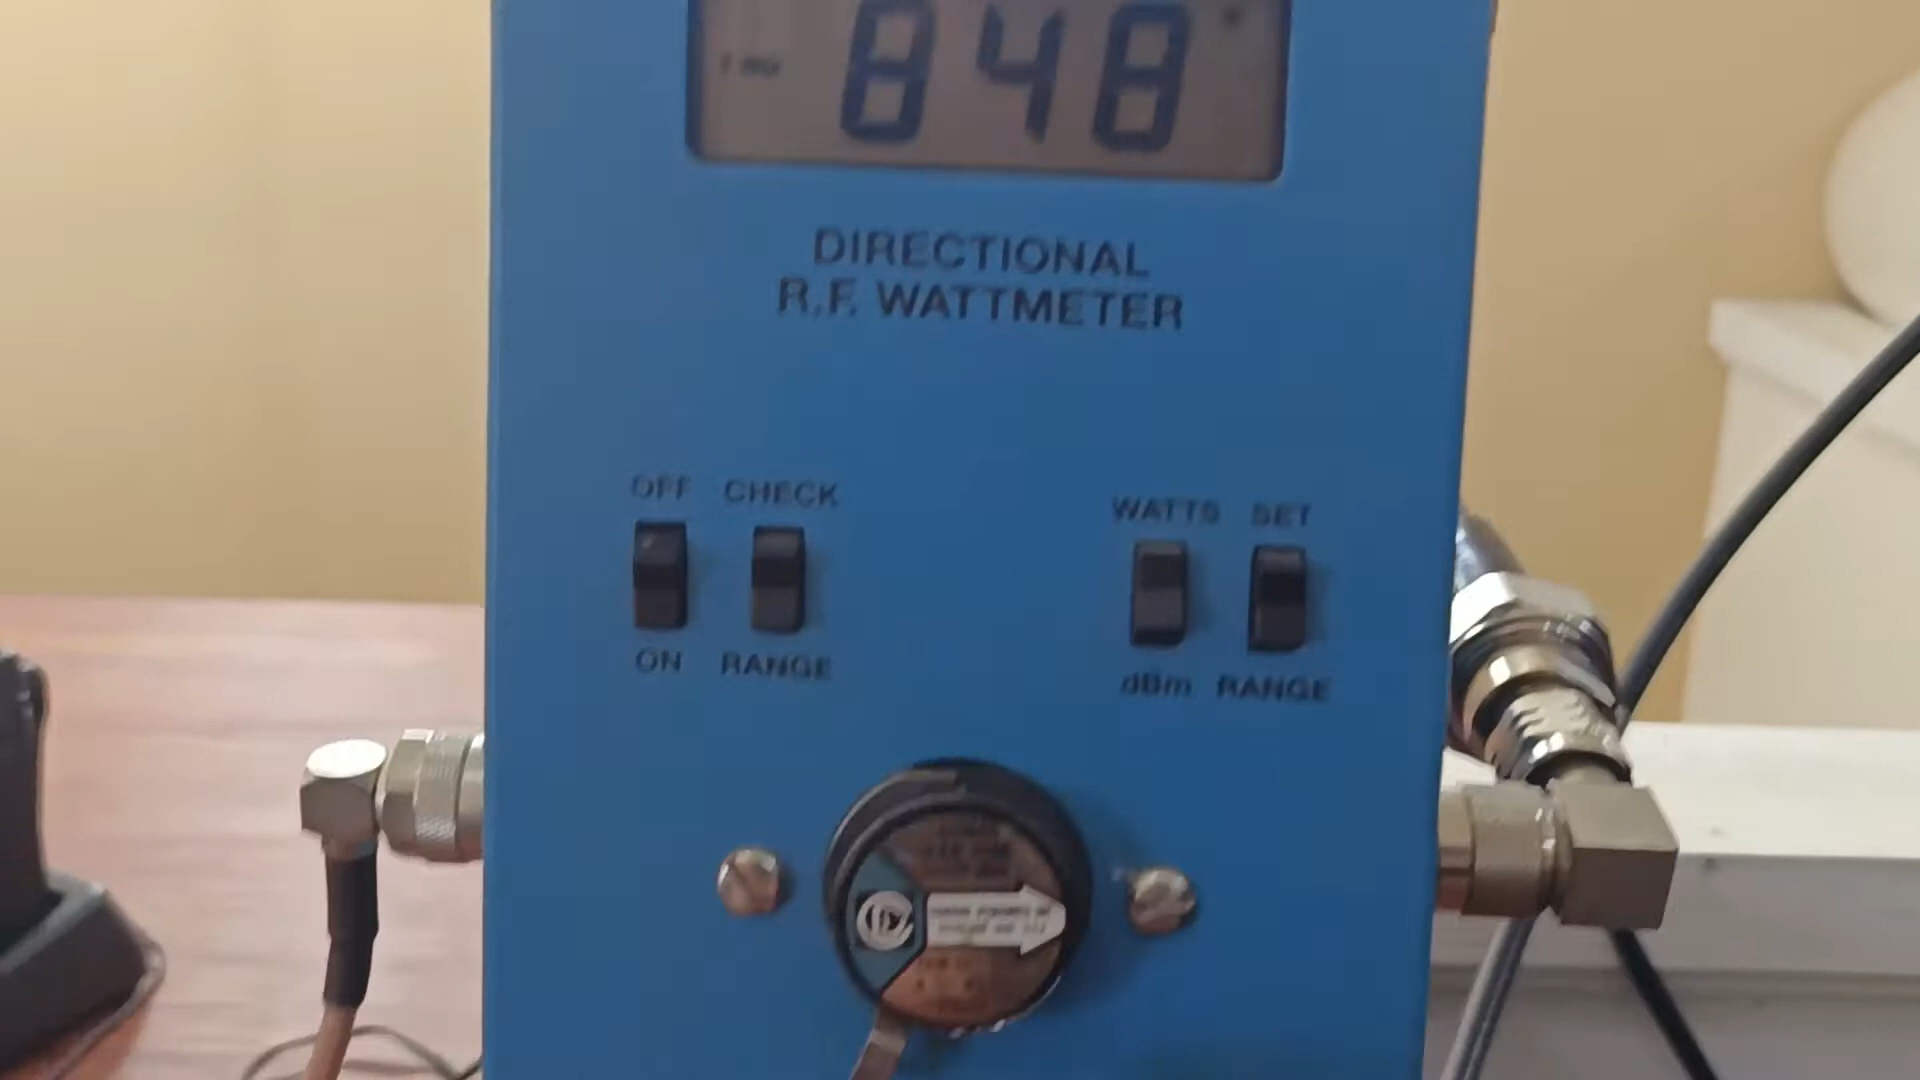 848
DIRECTIONAL
R.F. WATTMETER
OFF CHECK
WATTS SET
ON RANGE
dBm RANGE